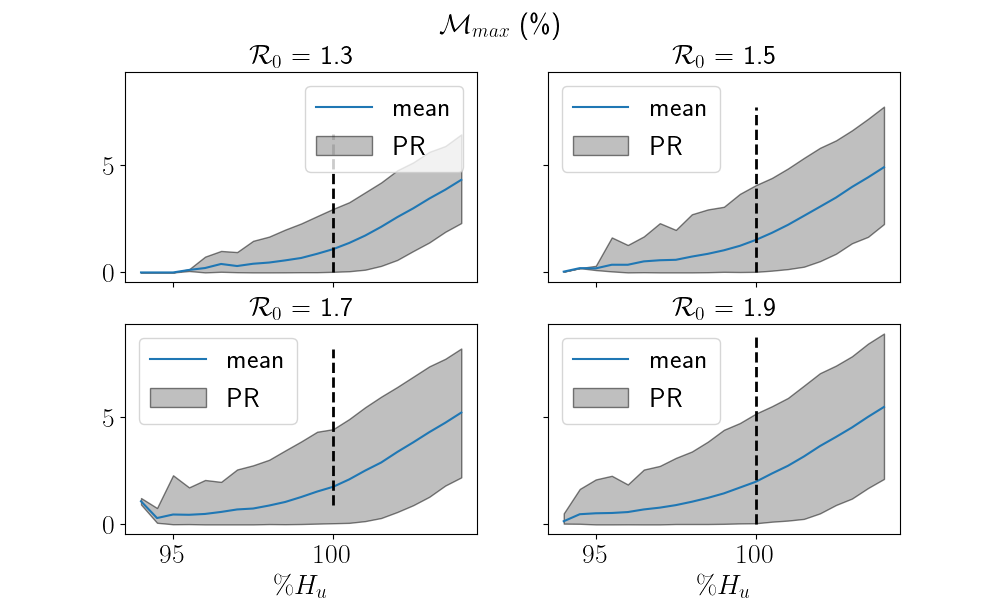 ℳ_max (%)
ℛ_0 = 1.3
ℛ_0 = 1.5
mean
PR
mean
PR
5
0
ℛ_0 = 1.7
ℛ_0 = 1.9
mean
PR
mean
PR
5
0
95
100
95
100
%H_u
%H_u